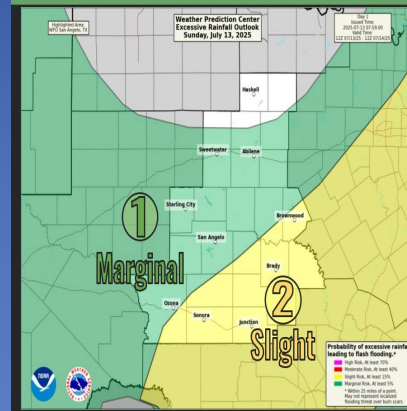 Highlighted Area:
WFO San Angelo, TX
Weather Prediction Center
Excessive Rainfall Outlook
Sunday, July 13, 2025
Day 1
Issued Time:
2025-07-13 07:59:00
Valid Time:
12Z 07/13/25 - 12Z 07/14/25
Haskell
Sweetwater
Abilene
Sterling City
Brownwood
San Angelo
1
Marginal
Brady
Ozona
Sonora
Junction
2
Slight
Probability of excessive rainfall
leading to flash flooding.*
High Risk, At least 70%
Moderate Risk, At least 40%
Slight Risk, At least 15%
Marginal Risk, At least 5%
* Within 25 miles of a point.
May not represent localized
flooding threat over burn scars.
NOAA